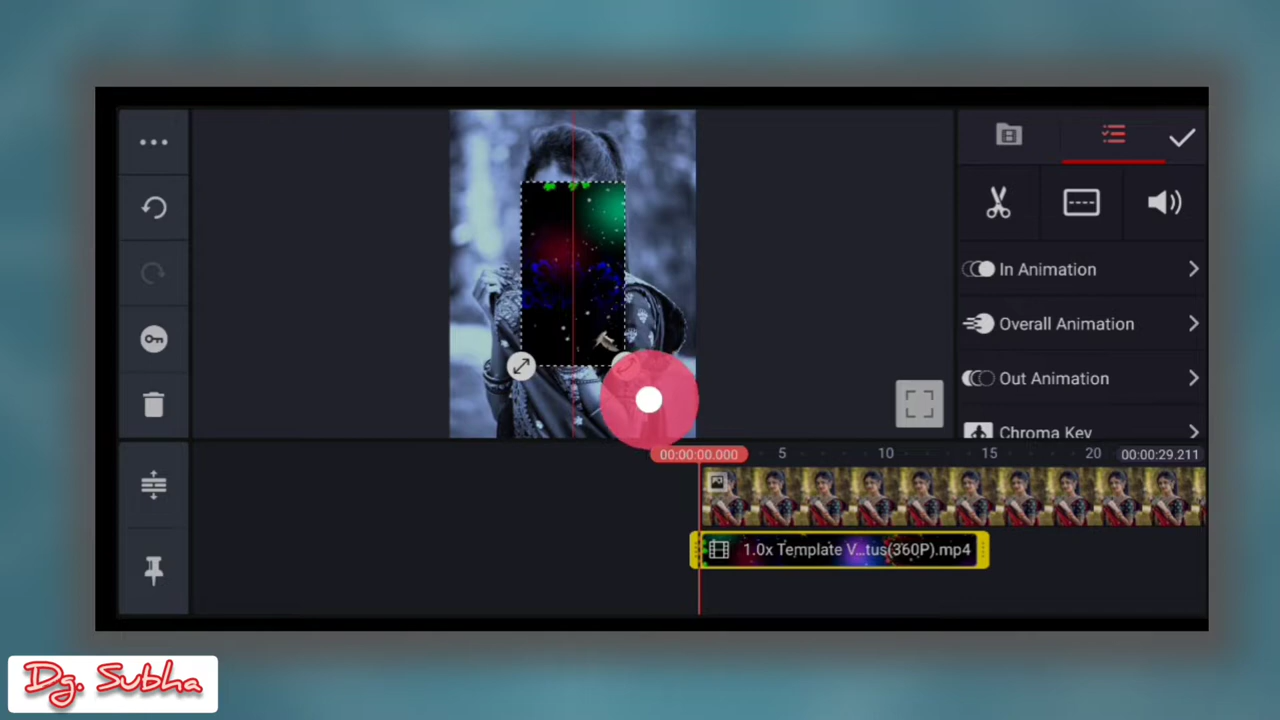 In Animation
Overall Animation
Out Animation
Chroma Key
00:00:00.000
5
10
15
20
00:00:29.211
1.0x Template V...tus(360P).mp4
Dg. Subha